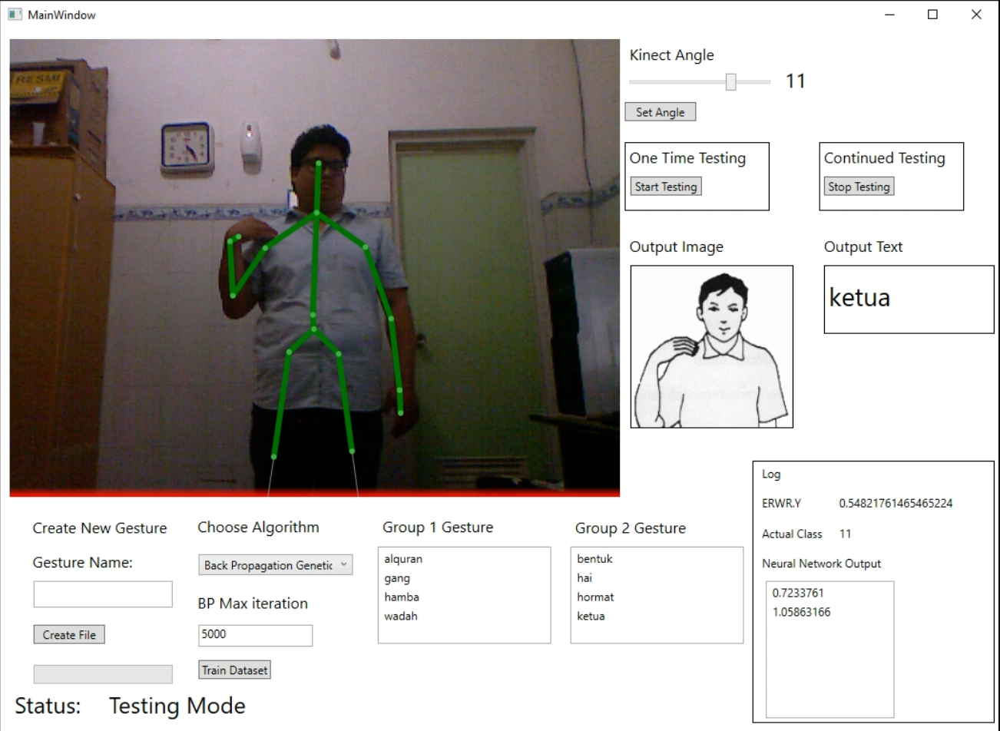 MainWindow
RESMI
Kinect Angle
11
Set Angle
One Time Testing
Start Testing
Continued Testing
Stop Testing
Output Image
Output Text
ketua
Create New Gesture
Gesture Name:
Create File
Choose Algorithm
Back Propagation Genetic
BP Max iteration
5000
Train Dataset
Group 1 Gesture
alquran
gang
hamba
wadah
Group 2 Gesture
bentuk
hai
hormat
ketua
Log
ERWR.Y 0.54821761465465224
Actual Class 11
Neural Network Output
0.7233761
1.05863166
Status: Testing Mode